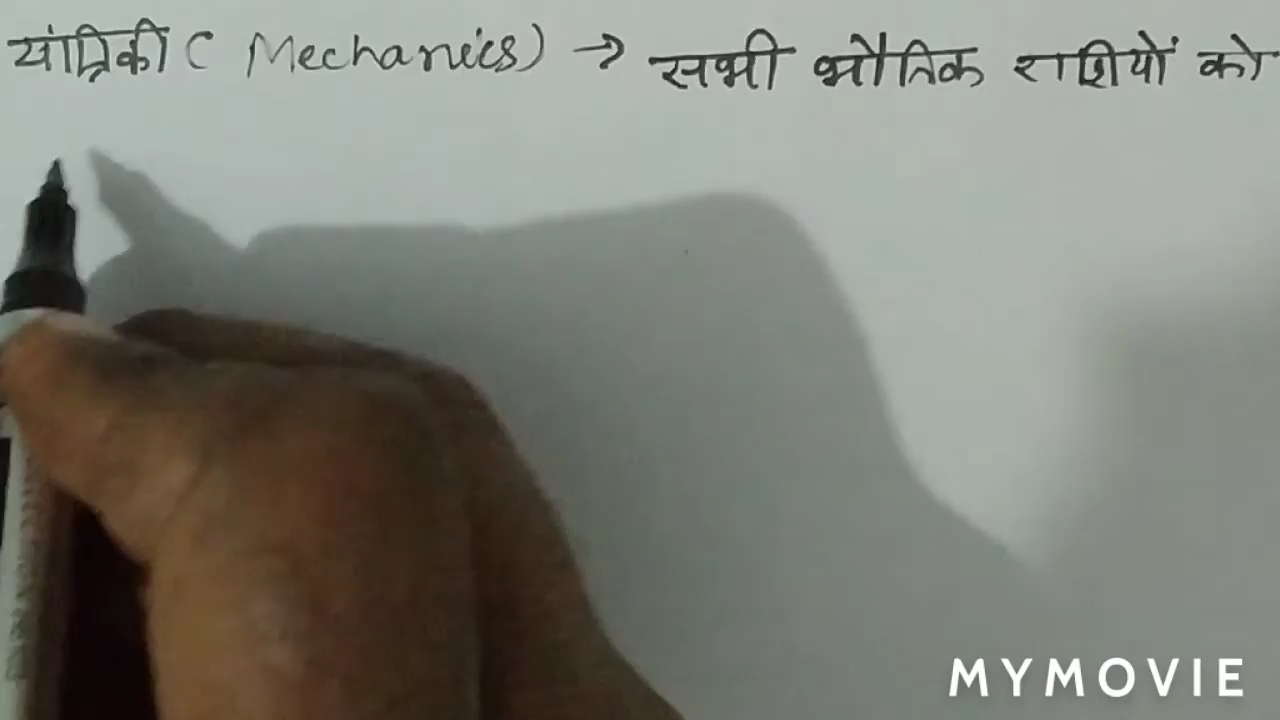 यांत्रिकी ( Mechanics) → सभी भौतिक राशियों को
MYMOVIE